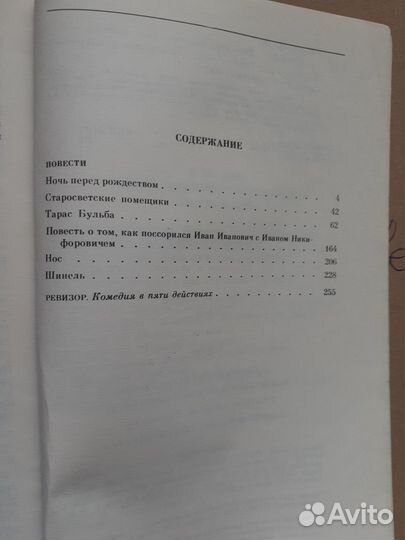 СОДЕРЖАНИЕ
ПОВЕСТИ
Ночь перед рождеством . . . . . . . . . . . 4
Старосветские помещики . . . . . . . . . . 42
Тарас Бульба . . . . . . . . . . . . . . 62
Повесть о том, как поссорился Иван Иванович с Иваном Ники-
форовичем . . . . . . . . . . . . . . 164
Нос . . . . . . . . . . . . . . . . . 206
Шинель . . . . . . . . . . . . . . . . 228
РЕВИЗОР. Комедия в пяти действиях . . . . . . . . 255
Avito